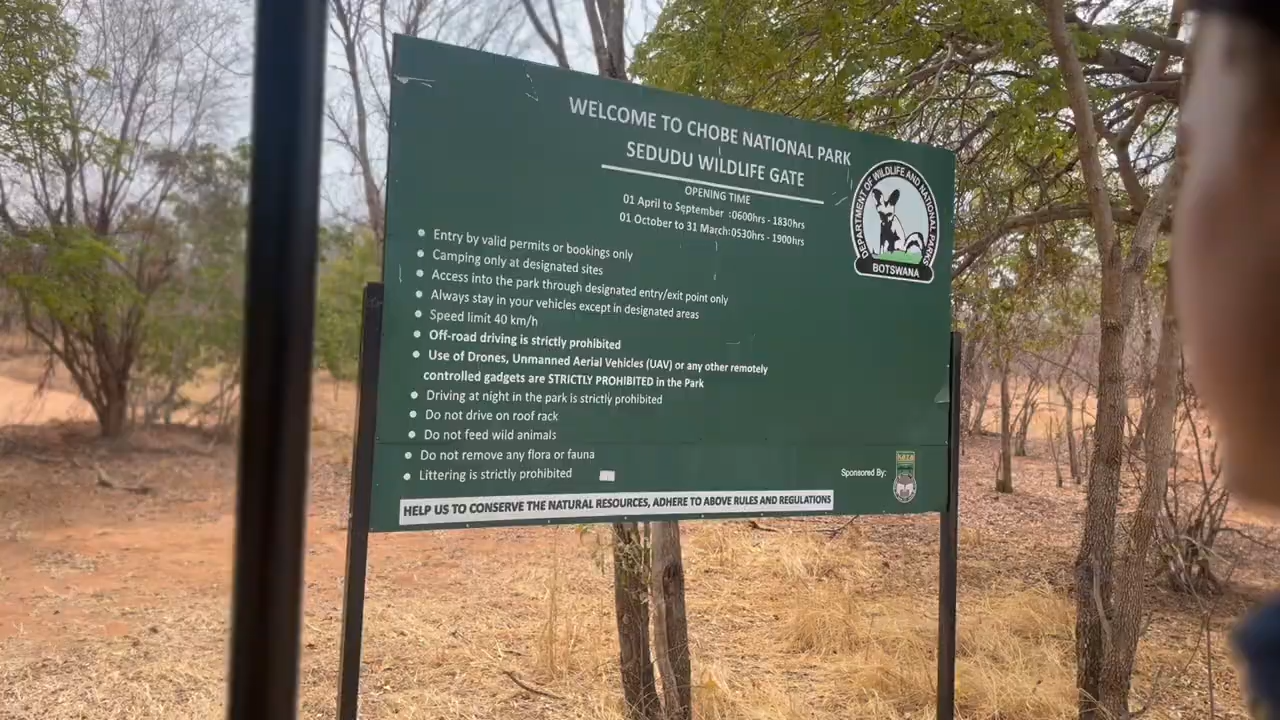 WELCOME TO CHOBE NATIONAL PARK
SEDUDU WILDLIFE GATE
OPENING TIME
01 April to September :0600hrs - 1830hrs
01 October to 31 March:0530hrs - 1900hrs
DEPARTMENT OF WILDLIFE AND NATIONAL PARKS
BOTSWANA
• Entry by valid permits or bookings only
• Camping only at designated sites
• Access into the park through designated entry/exit point only
• Always stay in your vehicles except in designated areas
• Speed limit 40 km/h
• Off-road driving is strictly prohibited
• Use of Drones, Unmanned Aerial Vehicles (UAV) or any other remotely
controlled gadgets are STRICTLY PROHIBITED in the Park
• Driving at night in the park is strictly prohibited
• Do not drive on roof rack
• Do not feed wild animals
• Do not remove any flora or fauna
• Littering is strictly prohibited
Sponsored By:
HELP US TO CONSERVE THE NATURAL RESOURCES, ADHERE TO ABOVE RULES AND REGULATIONS